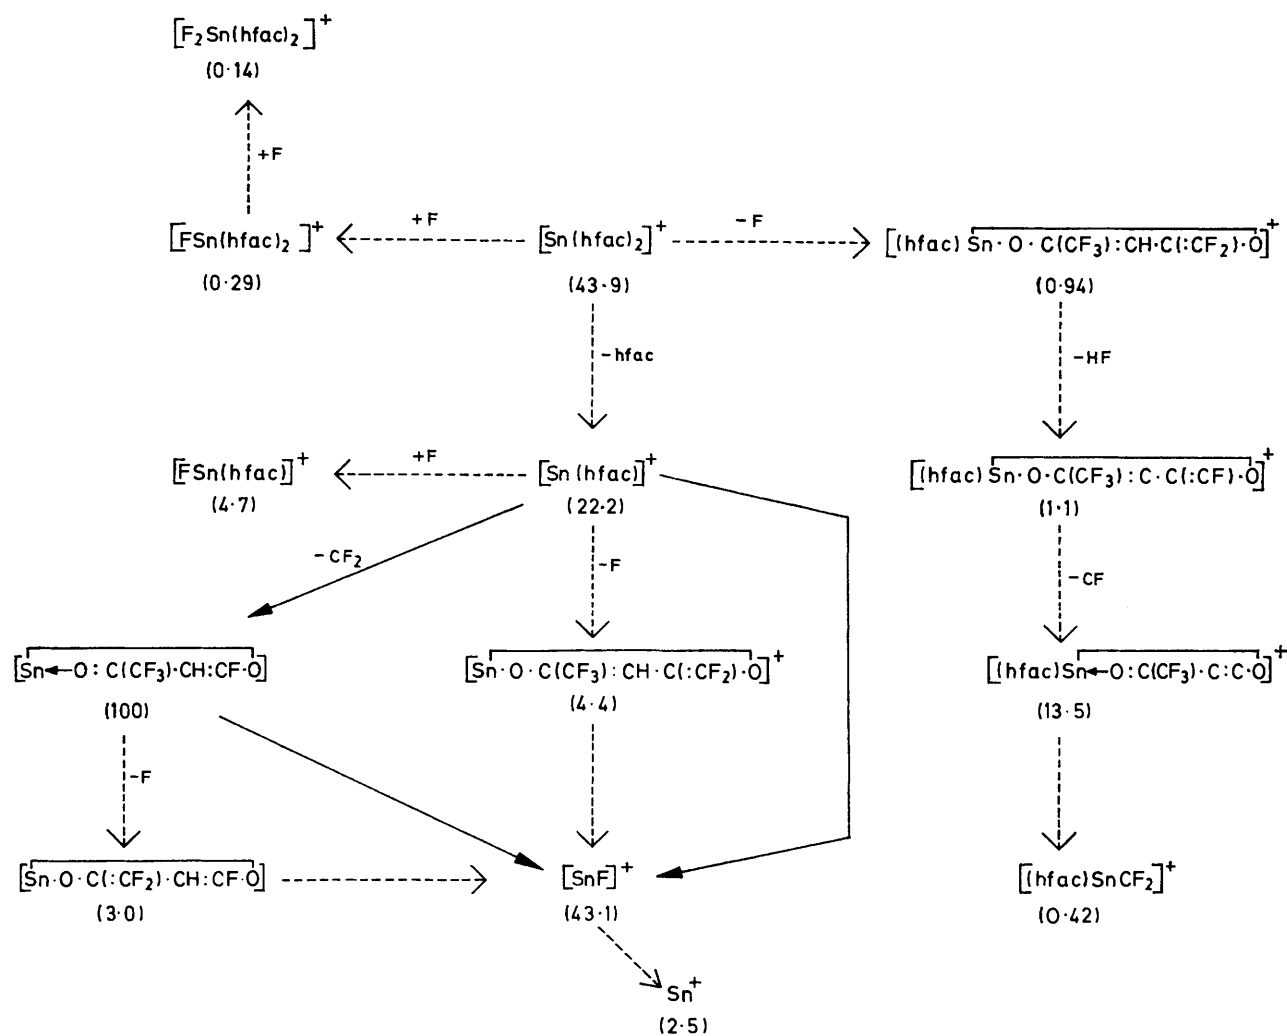 [F₂Sn(hfac)₂]⁺
(0·14)
+F
[FSn(hfac)₂]⁺
(0·29)
+F
[Sn(hfac)₂]⁺
(43·9)
-F
[(hfac)Sn·O·C(CF₃):CH·C(:CF₂)·O]⁺
(0·94)
-hfac
-HF
[FSn(hfac)]⁺
(4·7)
+F
[Sn(hfac)]⁺
(22·2)
[(hfac)Sn·O·C(CF₃):C·C(:CF)·O]⁺
(1·1)
-CF₂
-F
-CF
[Sn←O:C(CF₃)·CH:CF·O]
(100)
[Sn·O·C(CF₃):CH·C(:CF₂)·O]⁺
(4·4)
[(hfac)Sn←O:C(CF₃)·C:C·O]⁺
(13·5)
-F
[Sn·O·C(:CF₂)·CH:CF·O]
(3·0)
[SnF]⁺
(43·1)
[(hfac)SnCF₂]⁺
(0·42)
Sn⁺
(2·5)